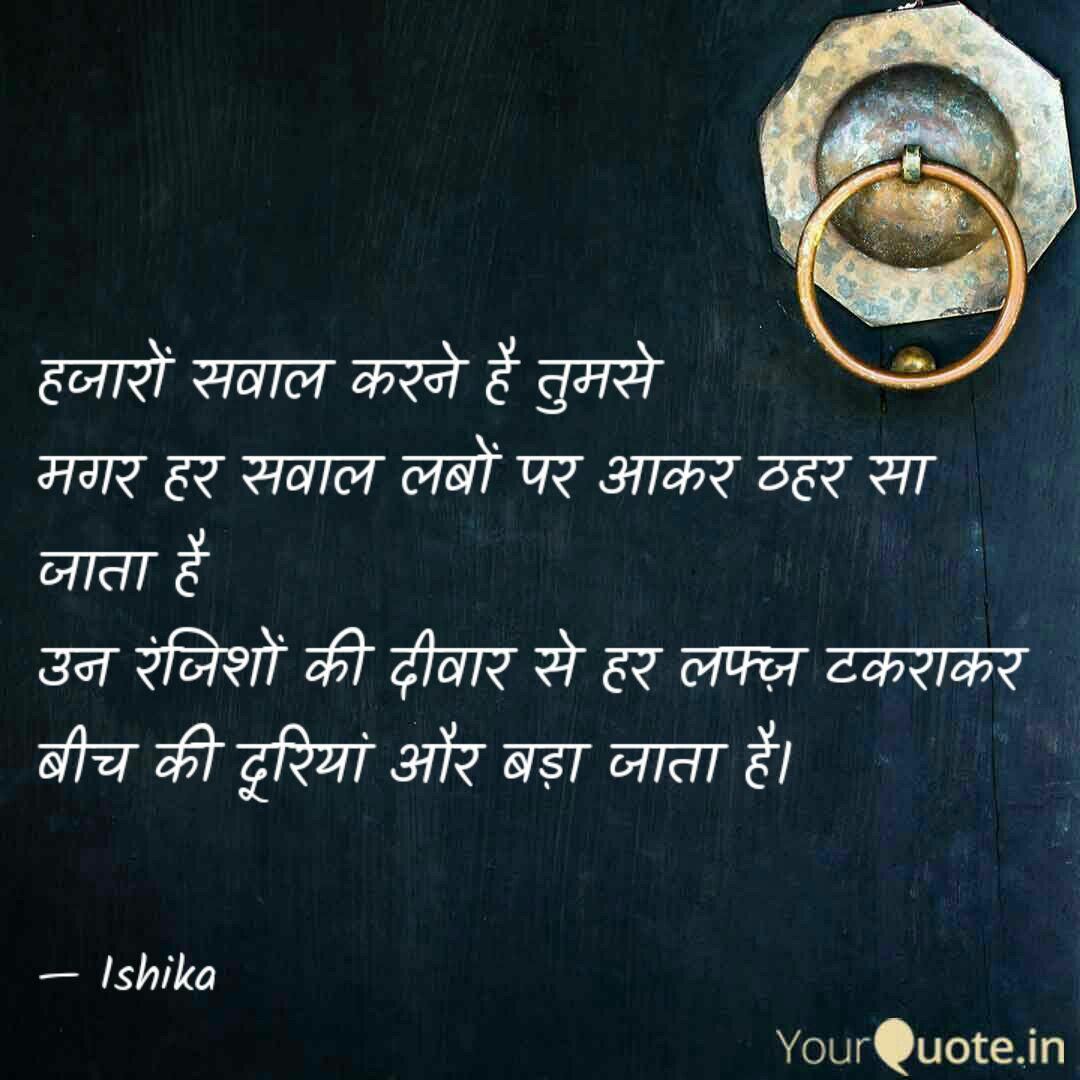 हजारों सवाल करने है तुमसे
मगर हर सवाल लबों पर आकर ठहर सा
जाता है
उन रंजिशों की दीवार से हर लफ्ज़ टकराकर
बीच की दूरियां और बड़ा जाता है।
— Ishika
YourQuote.in